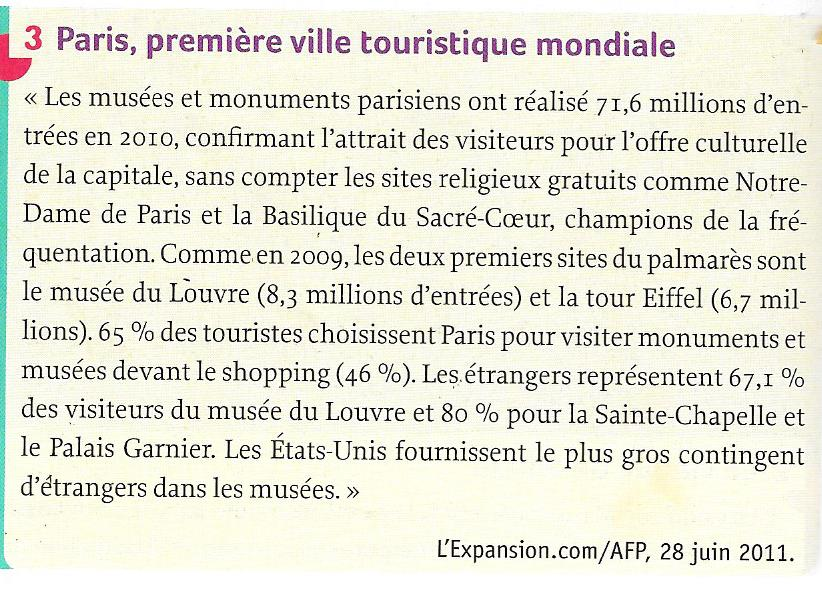 3 Paris, première ville touristique mondiale
« Les musées et monuments parisiens ont réalisé 71,6 millions d'en-
trées en 2010, confirmant l'attrait des visiteurs pour l'offre culturelle
de la capitale, sans compter les sites religieux gratuits comme Notre-
Dame de Paris et la Basilique du Sacré-Cœur, champions de la fré-
quentation. Comme en 2009, les deux premiers sites du palmarès sont
le musée du Louvre (8,3 millions d'entrées) et la tour Eiffel (6,7 mil-
lions). 65 % des touristes choisissent Paris pour visiter monuments et
musées devant le shopping (46 %). Les étrangers représentent 67,1 %
des visiteurs du musée du Louvre et 80 % pour la Sainte-Chapelle et
le Palais Garnier. Les États-Unis fournissent le plus gros contingent
d'étrangers dans les musées. »
L'Expansion.com/AFP, 28 juin 2011.